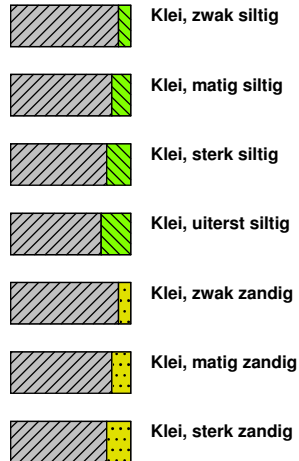 Klei, zwak siltig
Klei, matig siltig
Klei, sterk siltig
Klei, uiterst siltig
Klei, zwak zandig
Klei, matig zandig
Klei, sterk zandig